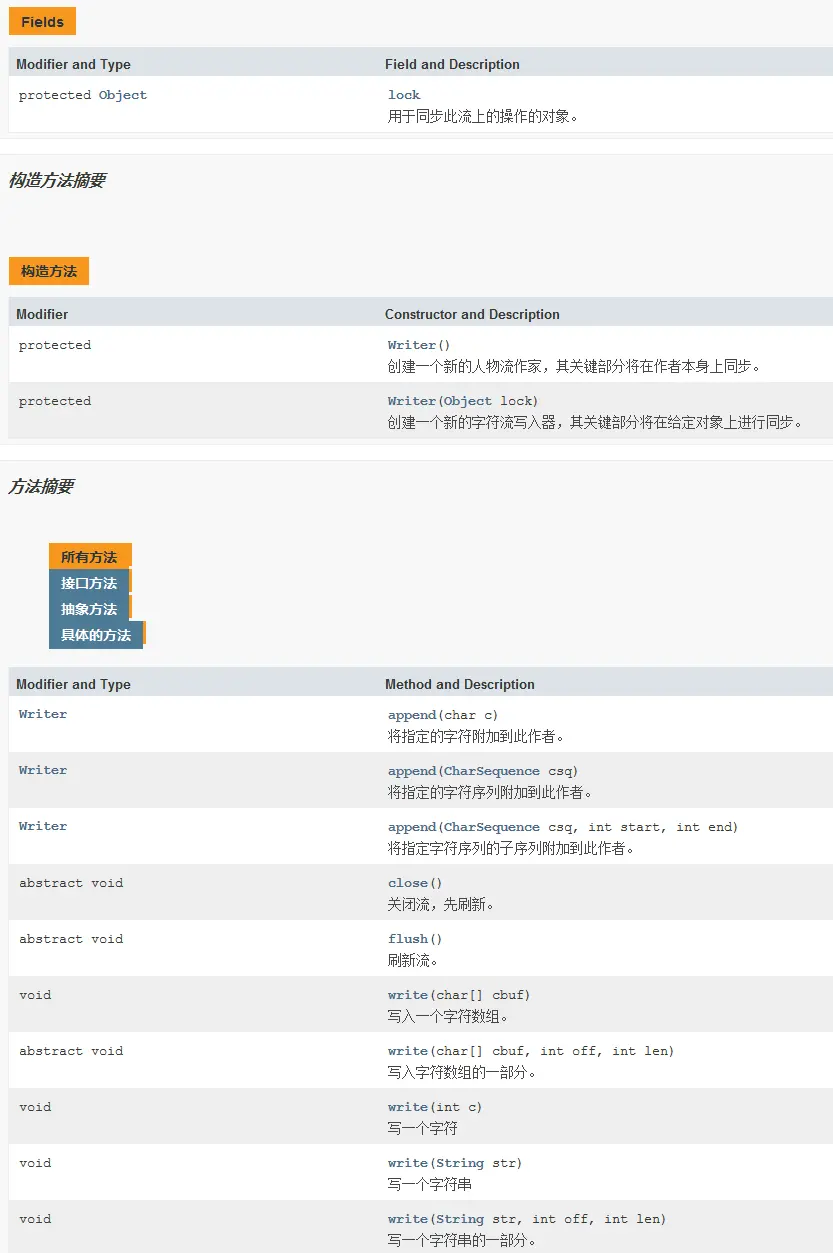 Fields
Modifier and Type Field and Description
protected Object lock
用于同步此流上的操作的对象。
构造方法摘要
构造方法
Modifier Constructor and Description
protected Writer()
创建一个新的人物流作家，其关键部分将在作者本身上同步。
protected Writer(Object lock)
创建一个新的字符流写入器，其关键部分将在给定对象上进行同步。
方法摘要
所有方法
接口方法
抽象方法
具体的方法
Modifier and Type Method and Description
Writer append(char c)
将指定的字符附加到此作者。
Writer append(CharSequence csq)
将指定的字符序列附加到此作者。
Writer append(CharSequence csq, int start, int end)
将指定字符序列的子序列附加到此作者。
abstract void close()
关闭流，先刷新。
abstract void flush()
刷新流。
void write(char[] cbuf)
写入一个字符数组。
abstract void write(char[] cbuf, int off, int len)
写入字符数组的一部分。
void write(int c)
写一个字符
void write(String str)
写一个字符串
void write(String str, int off, int len)
写一个字符串的一部分。